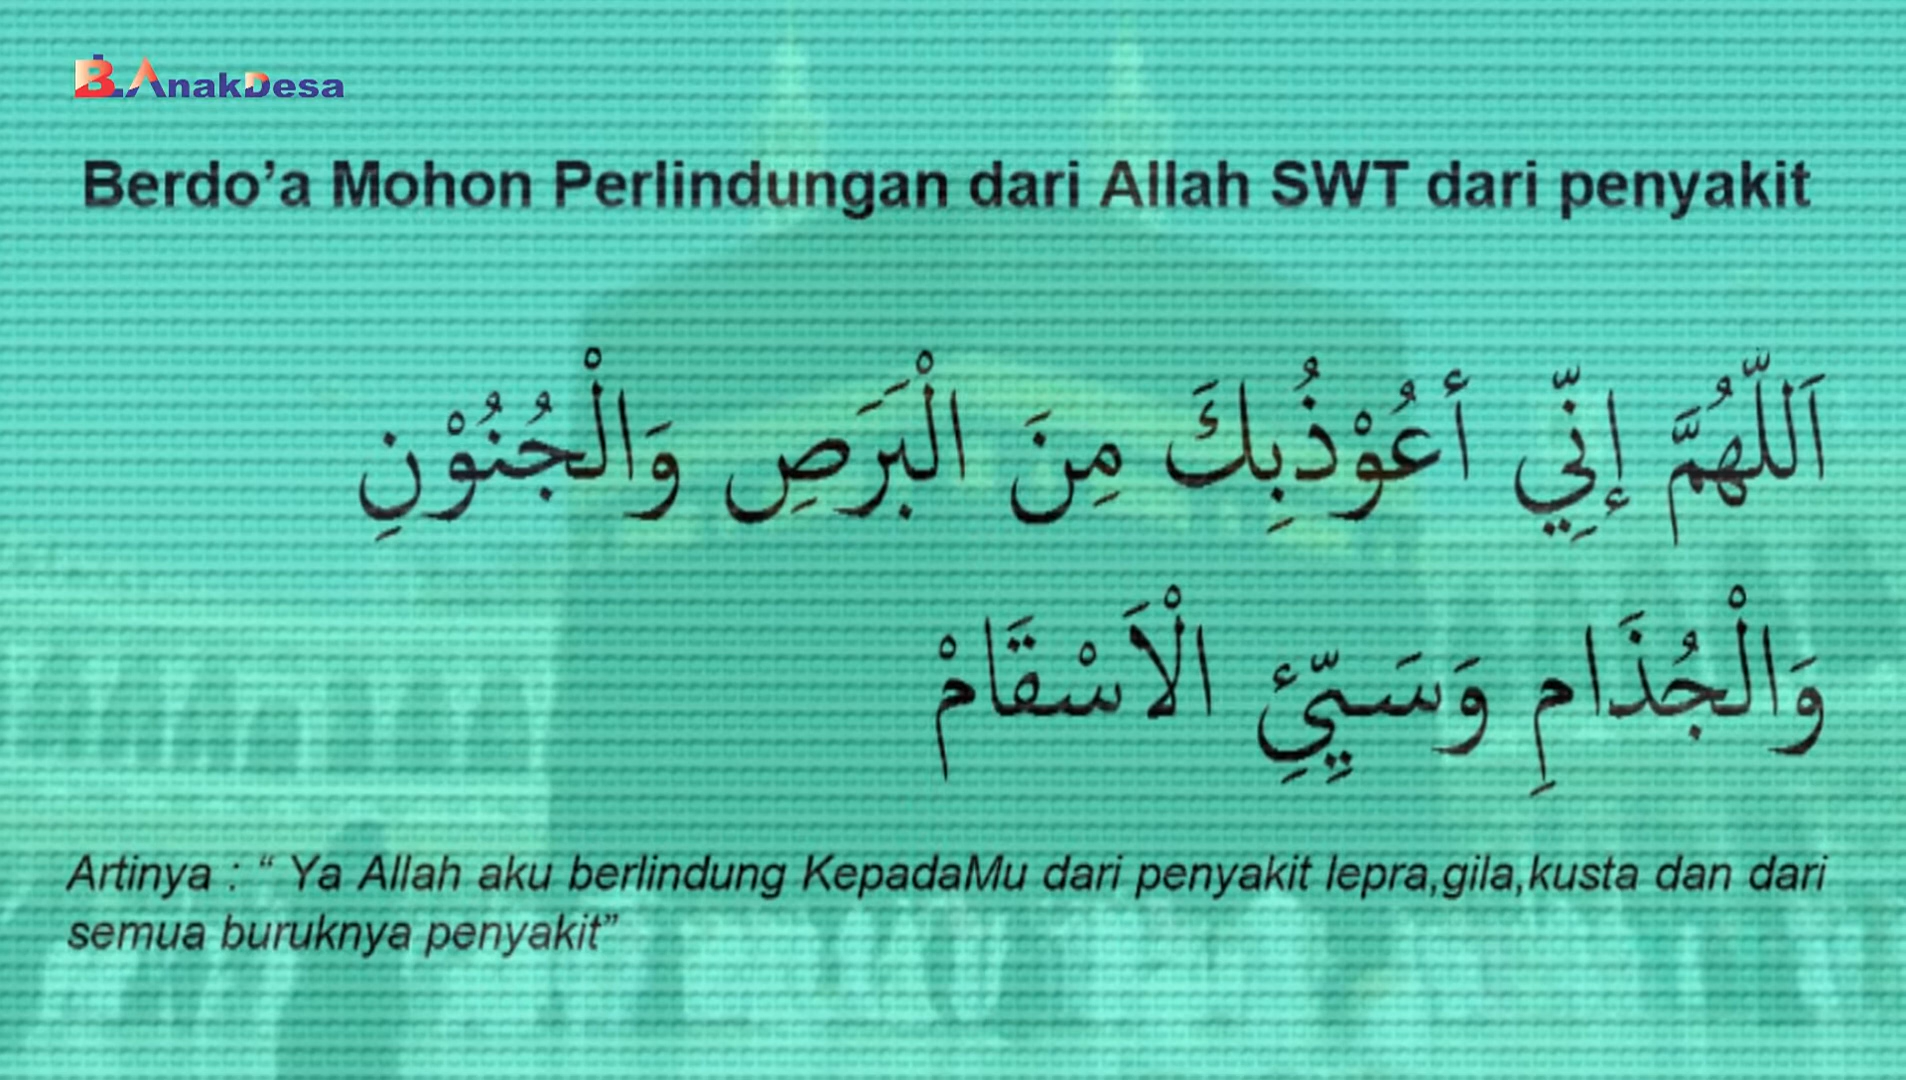 B.AnakDesa
Berdo’a Mohon Perlindungan dari Allah SWT dari penyakit
اَللّٰهُمَّ إِنِّي أَعُوْذُبِكَ مِنَ الْبَرَصِ وَالْجُنُوْنِ
وَالْجُذَامِ وَسَيِّئِ الْاَسْقَامْ
Artinya : “ Ya Allah aku berlindung KepadaMu dari penyakit lepra,gila,kusta dan dari
semua buruknya penyakit”